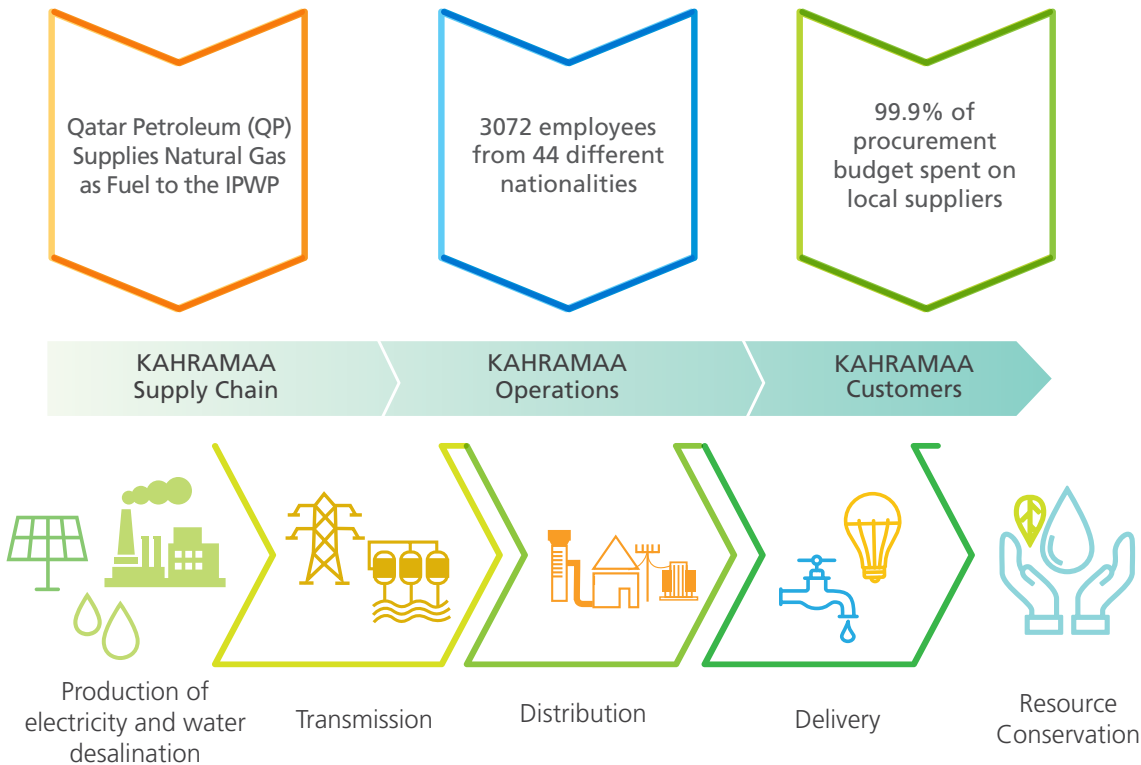 Qatar Petroleum (QP)
Supplies Natural Gas
as Fuel to the IPWP
3072 employees
from 44 different
nationalities
99.9% of
procurement
budget spent on
local suppliers
KAHRAMAA
Supply Chain
KAHRAMAA
Operations
KAHRAMAA
Customers
Production of
electricity and water
desalination
Transmission
Distribution
Delivery
Resource
Conservation